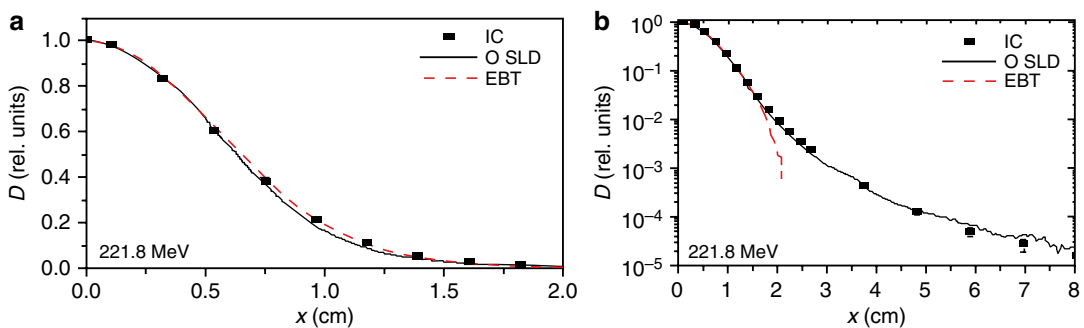 a
1.0
0.8
0.6
0.4
0.2
0.0
D (rel. units)
IC
O SLD
EBT
221.8 MeV
0.0 0.5 1.0 1.5 2.0
x (cm)
b
10⁰
10⁻¹
10⁻²
10⁻³
10⁻⁴
10⁻⁵
D (rel. units)
IC
O SLD
EBT
221.8 MeV
0 1 2 3 4 5 6 7 8
x (cm)